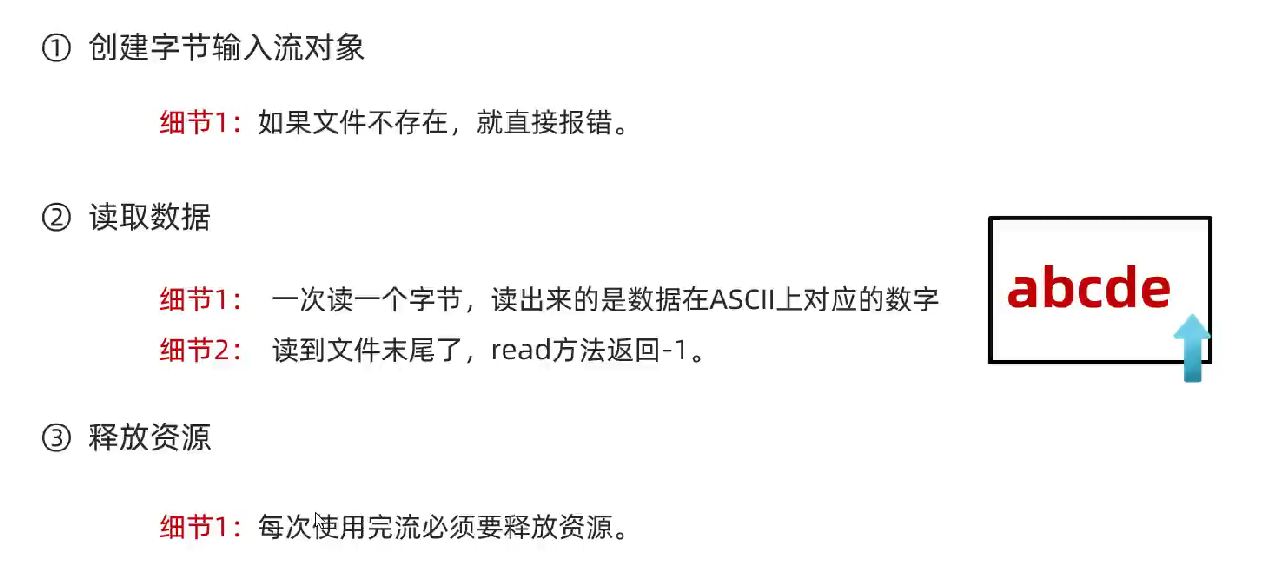 ① 创建字节输入流对象
细节1：如果文件不存在，就直接报错。
② 读取数据
细节1： 一次读一个字节，读出来的是数据在ASCII上对应的数字
细节2： 读到文件末尾了，read方法返回-1。
abcde
③ 释放资源
细节1：每次使用完流必须要释放资源。